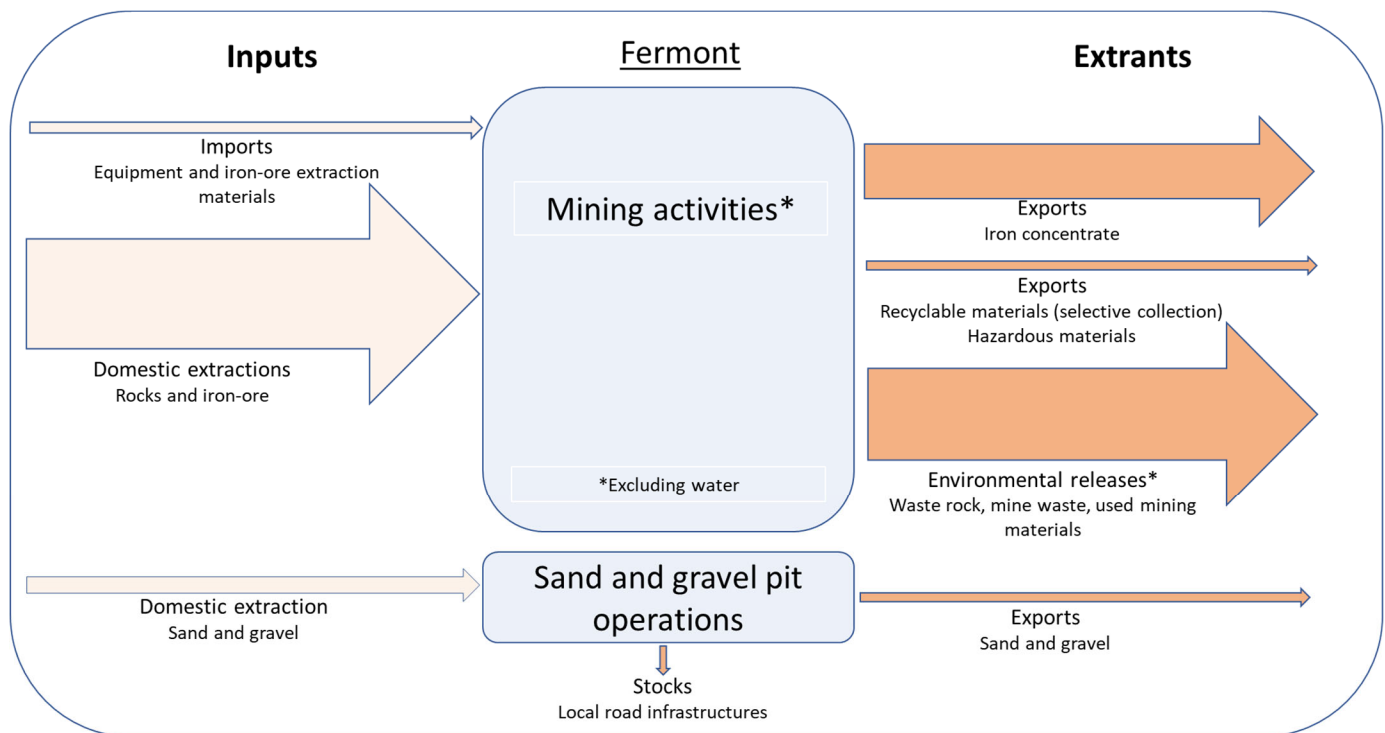 Inputs
Fermont
Extrants
Imports
Equipment and iron-ore extraction
materials
Domestic extractions
Rocks and iron-ore
Mining activities*
*Excluding water
Exports
Iron concentrate
Exports
Recyclable materials (selective collection)
Hazardous materials
Environmental releases*
Waste rock, mine waste, used mining
materials
Domestic extraction
Sand and gravel
Sand and gravel pit
operations
Exports
Sand and gravel
Stocks
Local road infrastructures